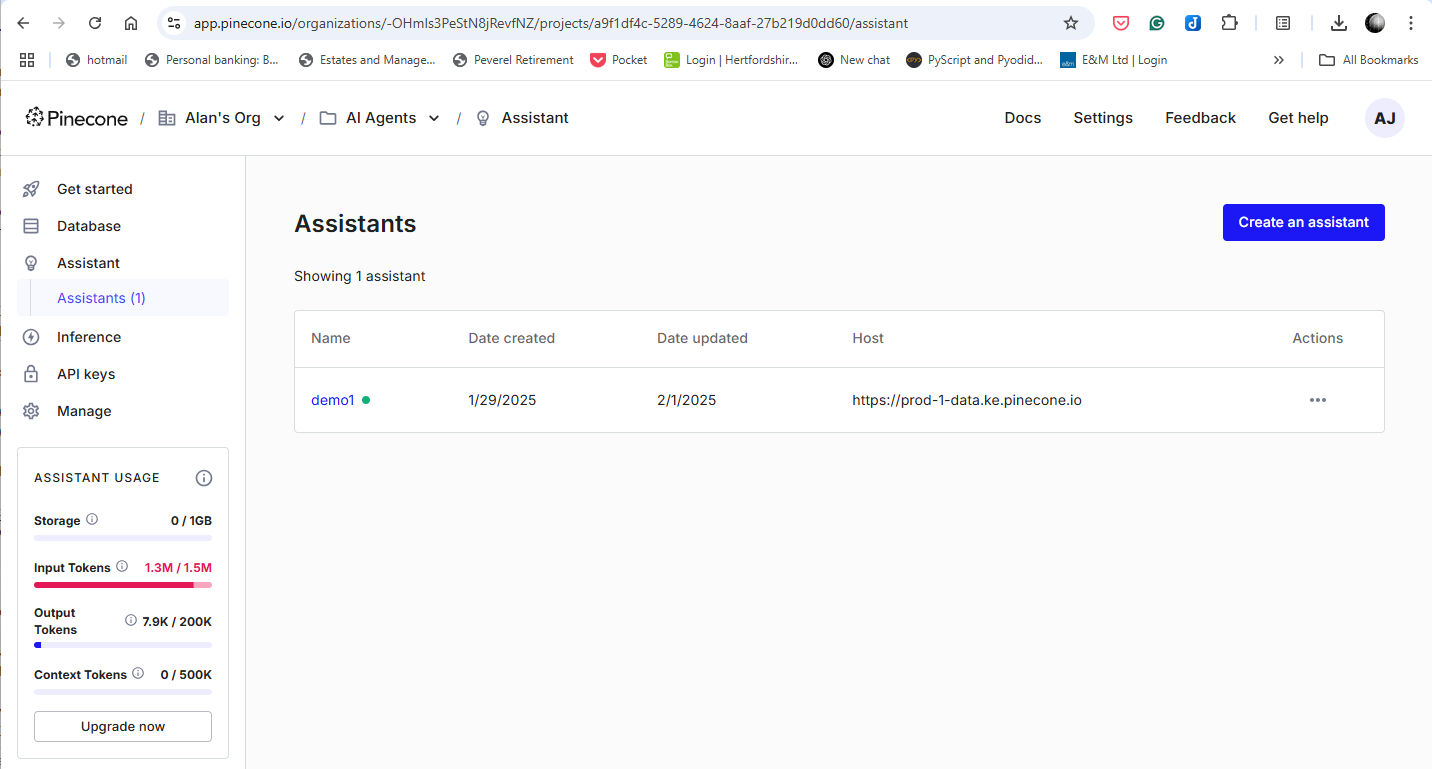 app.pinecone.io/organizations/-OHmIs3PeStN8jRevfNZ/projects/a9f1df4c-5289-4624-8aaf-27b219d0dd60/assistant
hotmail Personal banking: B... Estates and Manage... Peverel Retirement Pocket Login | Hertfordshir... New chat PyScript and Pyodid... E&M Ltd | Login » All Bookmarks
Pinecone / Alan's Org / AI Agents / Assistant Docs Settings Feedback Get help AJ
Get started
Database
Assistant
Assistants (1)
Inference
API keys
Manage
ASSISTANT USAGE
Storage 0 / 1GB
Input Tokens 1.3M / 1.5M
Output
Tokens 7.9K / 200K
Context Tokens 0 / 500K
Upgrade now
Assistants Create an assistant
Showing 1 assistant
Name Date created Date updated Host Actions
demo1 1/29/2025 2/1/2025 https://prod-1-data.ke.pinecone.io